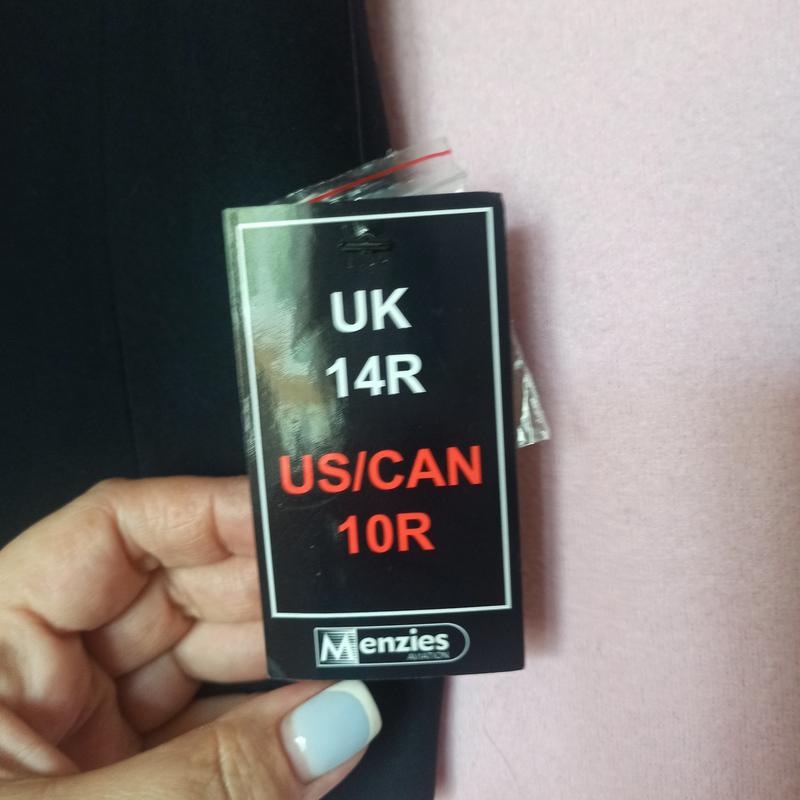 UK
14R
US/CAN
10R
Menzies
AVIATION